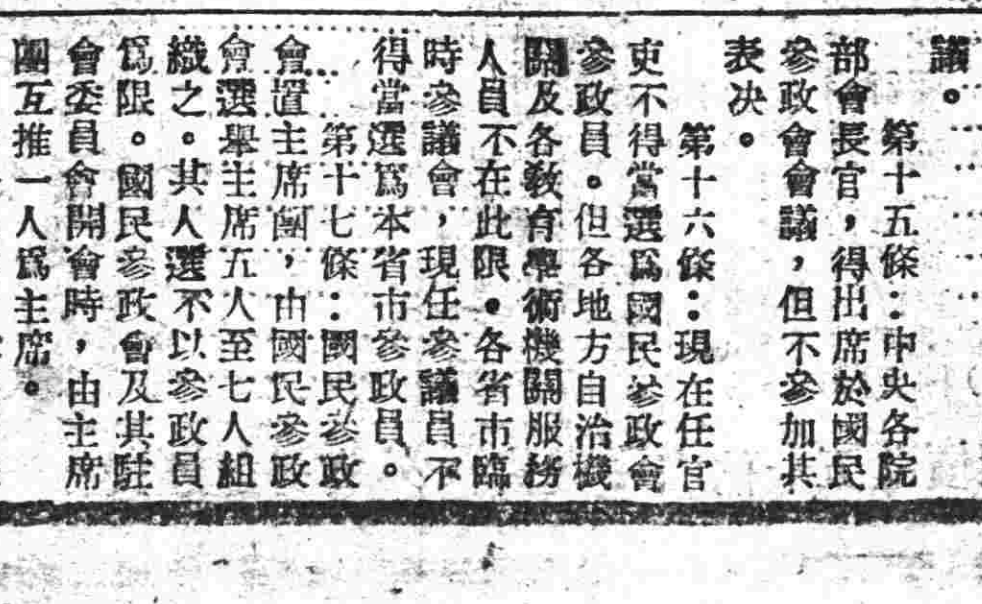 議。
第十五條：中央各院
部會長官，得出席於國民
參政會會議，但不參加其
表决。
第十六條：現在任官
吏不得當選爲國民參政會
參政員。但各地方自治機
關及各教育學術機關服務
人員不在此限。各省市臨
時參議會，現任參議員不
得當選爲本省市參政員。
第十七條：國民參政
會置主席團，由國民參政
會選舉主席五人至七人組
織之。其人選不以參政員
爲限。國民參政會及其駐
會委員會開會時，由主席
團互推一人爲主席。